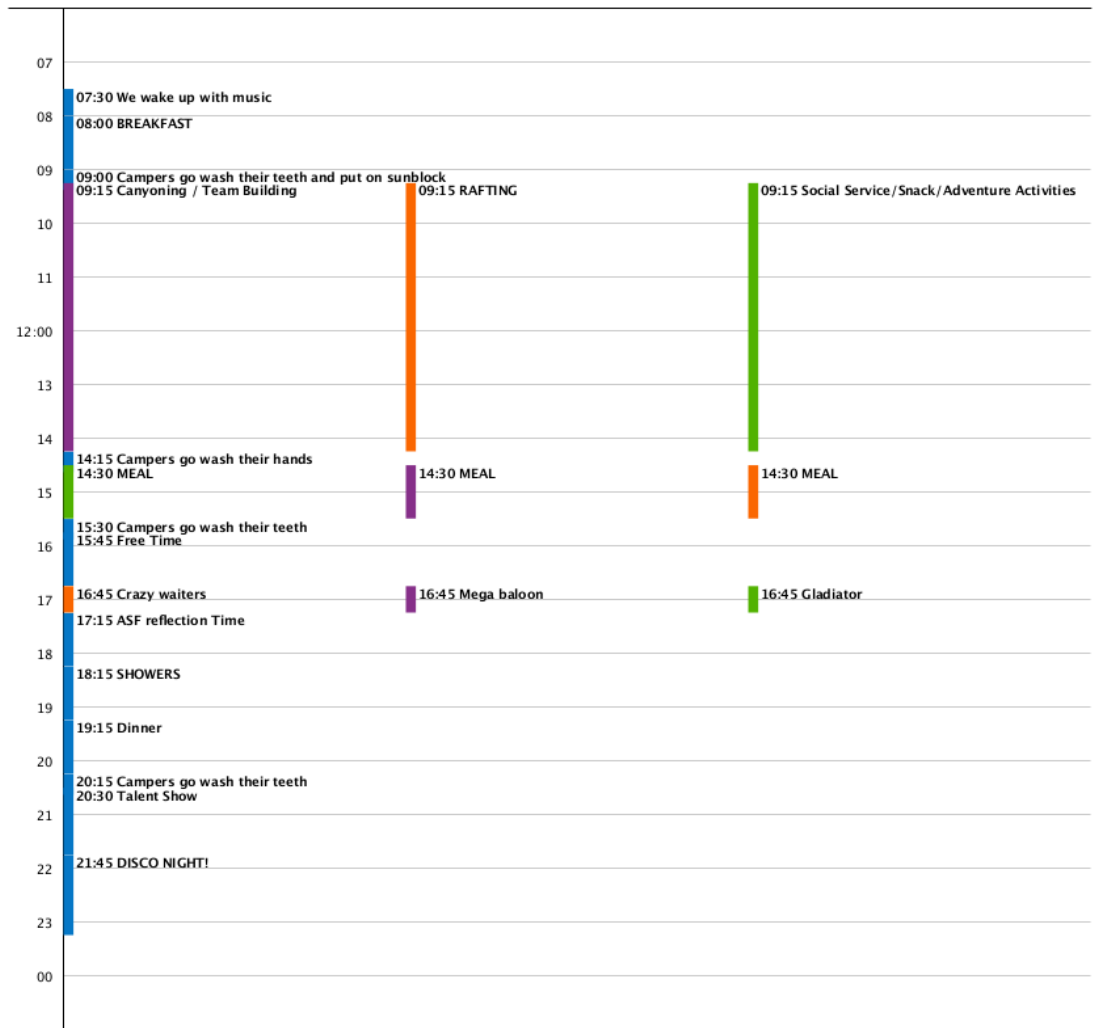 07
07:30 We wake up with music
08
08:00 BREAKFAST
09
09:00 Campers go wash their teeth and put on sunblock
09:15 Canyoning / Team Building
09:15 RAFTING
09:15 Social Service/Snack/Adventure Activities
10
11
12:00
13
14
14:15 Campers go wash their hands
14:30 MEAL
14:30 MEAL
14:30 MEAL
15
15:30 Campers go wash their teeth
15:45 Free Time
16
16:45 Crazy waiters
16:45 Mega baloon
16:45 Gladiator
17
17:15 ASF reflection Time
18
18:15 SHOWERS
19
19:15 Dinner
20
20:15 Campers go wash their teeth
20:30 Talent Show
21
21:45 DISCO NIGHT!
22
23
00